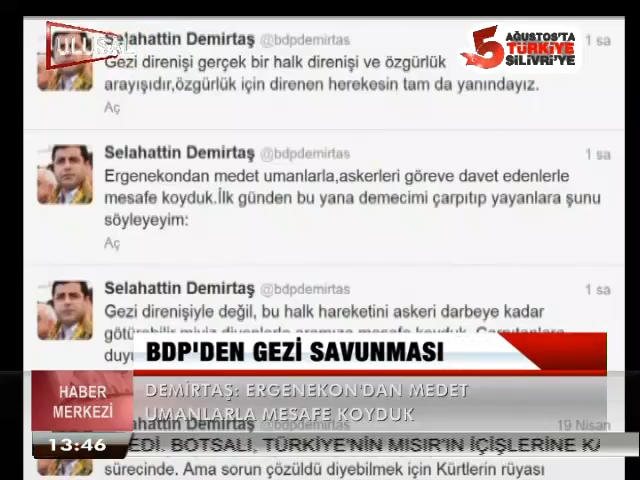 ULUSAL
5 AĞUSTOS'TA
TÜRKİYE
SİLİVRİ'YE
Selahattin Demirtaş @bdpdemirtas 1 sa
Gezi direnişi gerçek bir halk direnişi ve özgürlük
arayışıdır,özgürlük için direnen herekesin tam da yanındayız.
Aç
Selahattin Demirtaş @bdpdemirtas 1 sa
Ergenekondan medet umanlarla,askerleri göreve davet edenlerle
mesafe koyduk.İlk günden bu yana demecimi çarpıtıp yayanlara şunu
söyleyeyim:
Aç
Selahattin Demirtaş @bdpdemirtas 1 sa
Gezi direnişiyle değil, bu halk hareketini askeri darbeye kadar
BDP'DEN GEZİ SAVUNMASI
HABER
MERKEZİ
DEMİRTAŞ: ERGENEKON'DAN MEDET
UMANLARLA MESAFE KOYDUK
Selahattin Demirtaş @bdpdemirtas 19 Nisan
13:46
EDİ. BOTSALI, TÜRKİYE'NİN MISIR'IN İÇİŞLERİNE KA
sürecinde. Ama sorun çözüldü diyebilmek için Kürtlerin rüyası